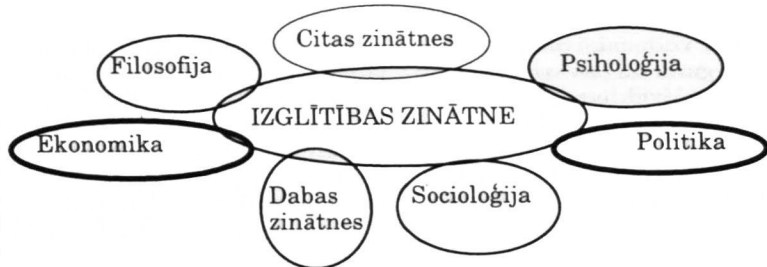 Citas zinātnes
Filosofija
Psiholoģija
IZGLĪTĪBAS ZINĀTNE
Ekonomika
Politika
Dabas
zinātnes
Socioloģija